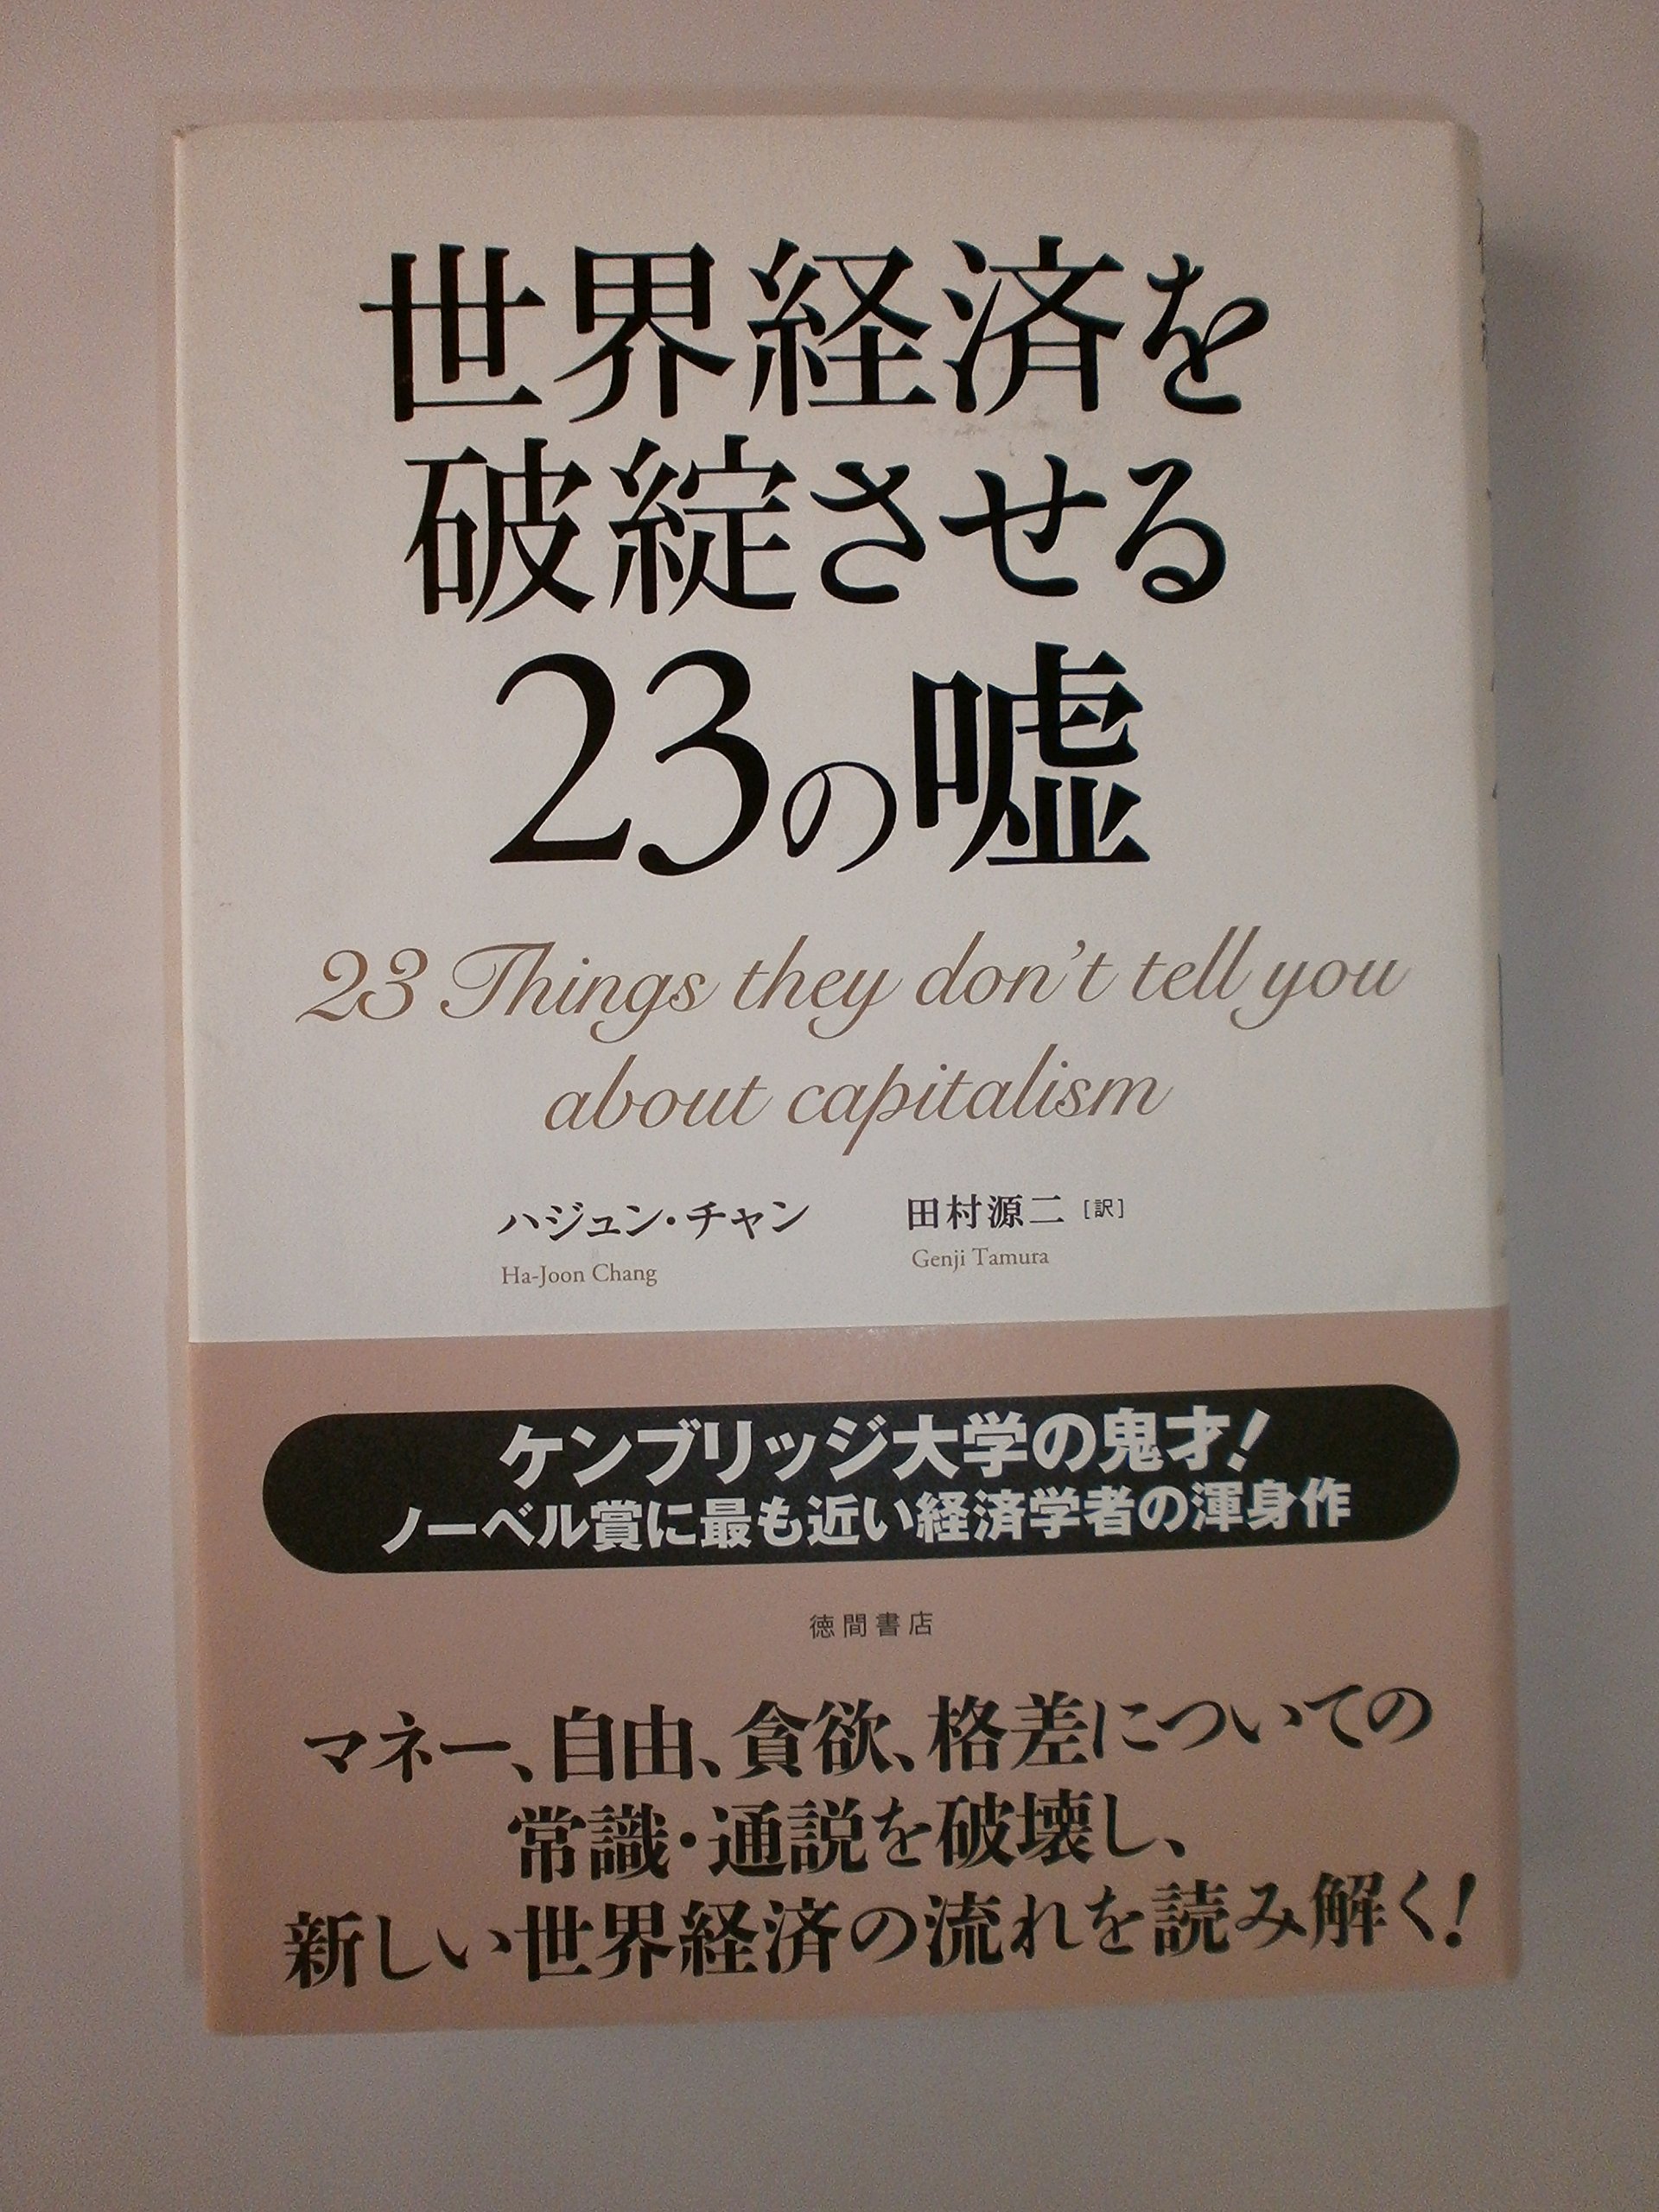 世界経済を
破綻させる
23の嘘
23 Things they don't tell you
about capitalism
ハジュン・チャン 田村源二 [訳]
Ha-Joon Chang Genji Tamura
ケンブリッジ大学の鬼才!
ノーベル賞に最も近い経済学者の渾身作
徳間書店
マネー、自由、貪欲、格差についての
常識・通説を破壊し、
新しい世界経済の流れを読み解く!